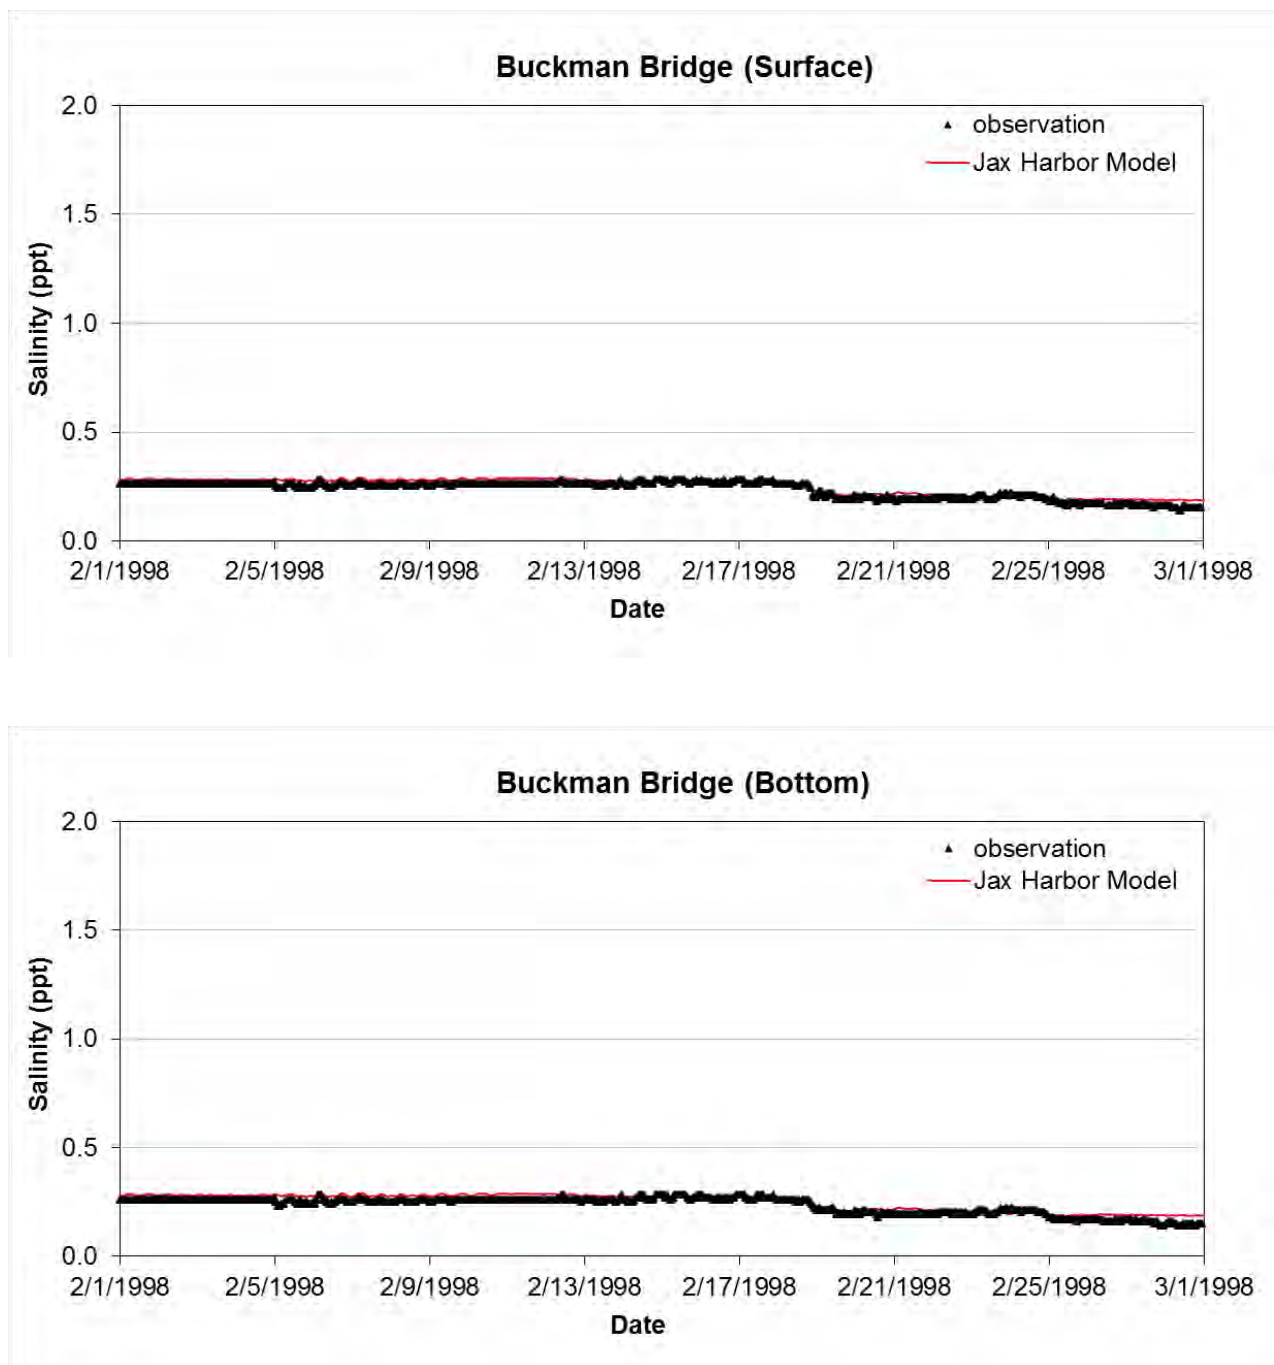 Buckman Bridge (Surface)
2.0
observation
Jax Harbor Model
1.5
Salinity (ppt)
1.0
0.5
0.0
2/1/1998 2/5/1998 2/9/1998 2/13/1998 2/17/1998 2/21/1998 2/25/1998 3/1/1998
Date
Buckman Bridge (Bottom)
2.0
observation
Jax Harbor Model
1.5
Salinity (ppt)
1.0
0.5
0.0
2/1/1998 2/5/1998 2/9/1998 2/13/1998 2/17/1998 2/21/1998 2/25/1998 3/1/1998
Date